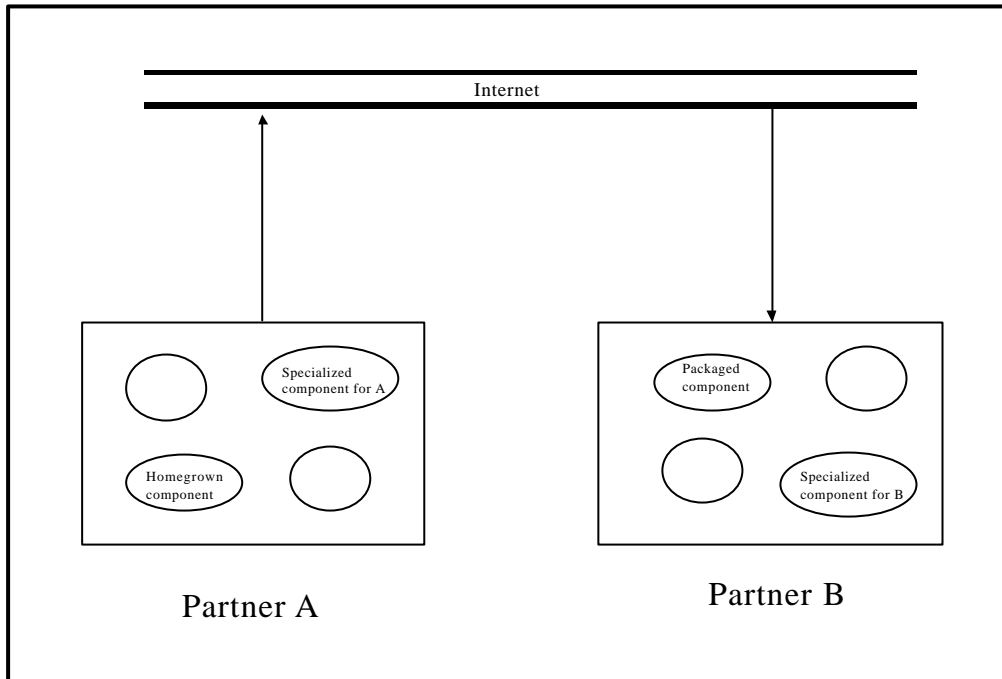 Internet
Specialized
component for A
Homegrown
component
Packaged
component
Specialized
component for B
Partner A
Partner B